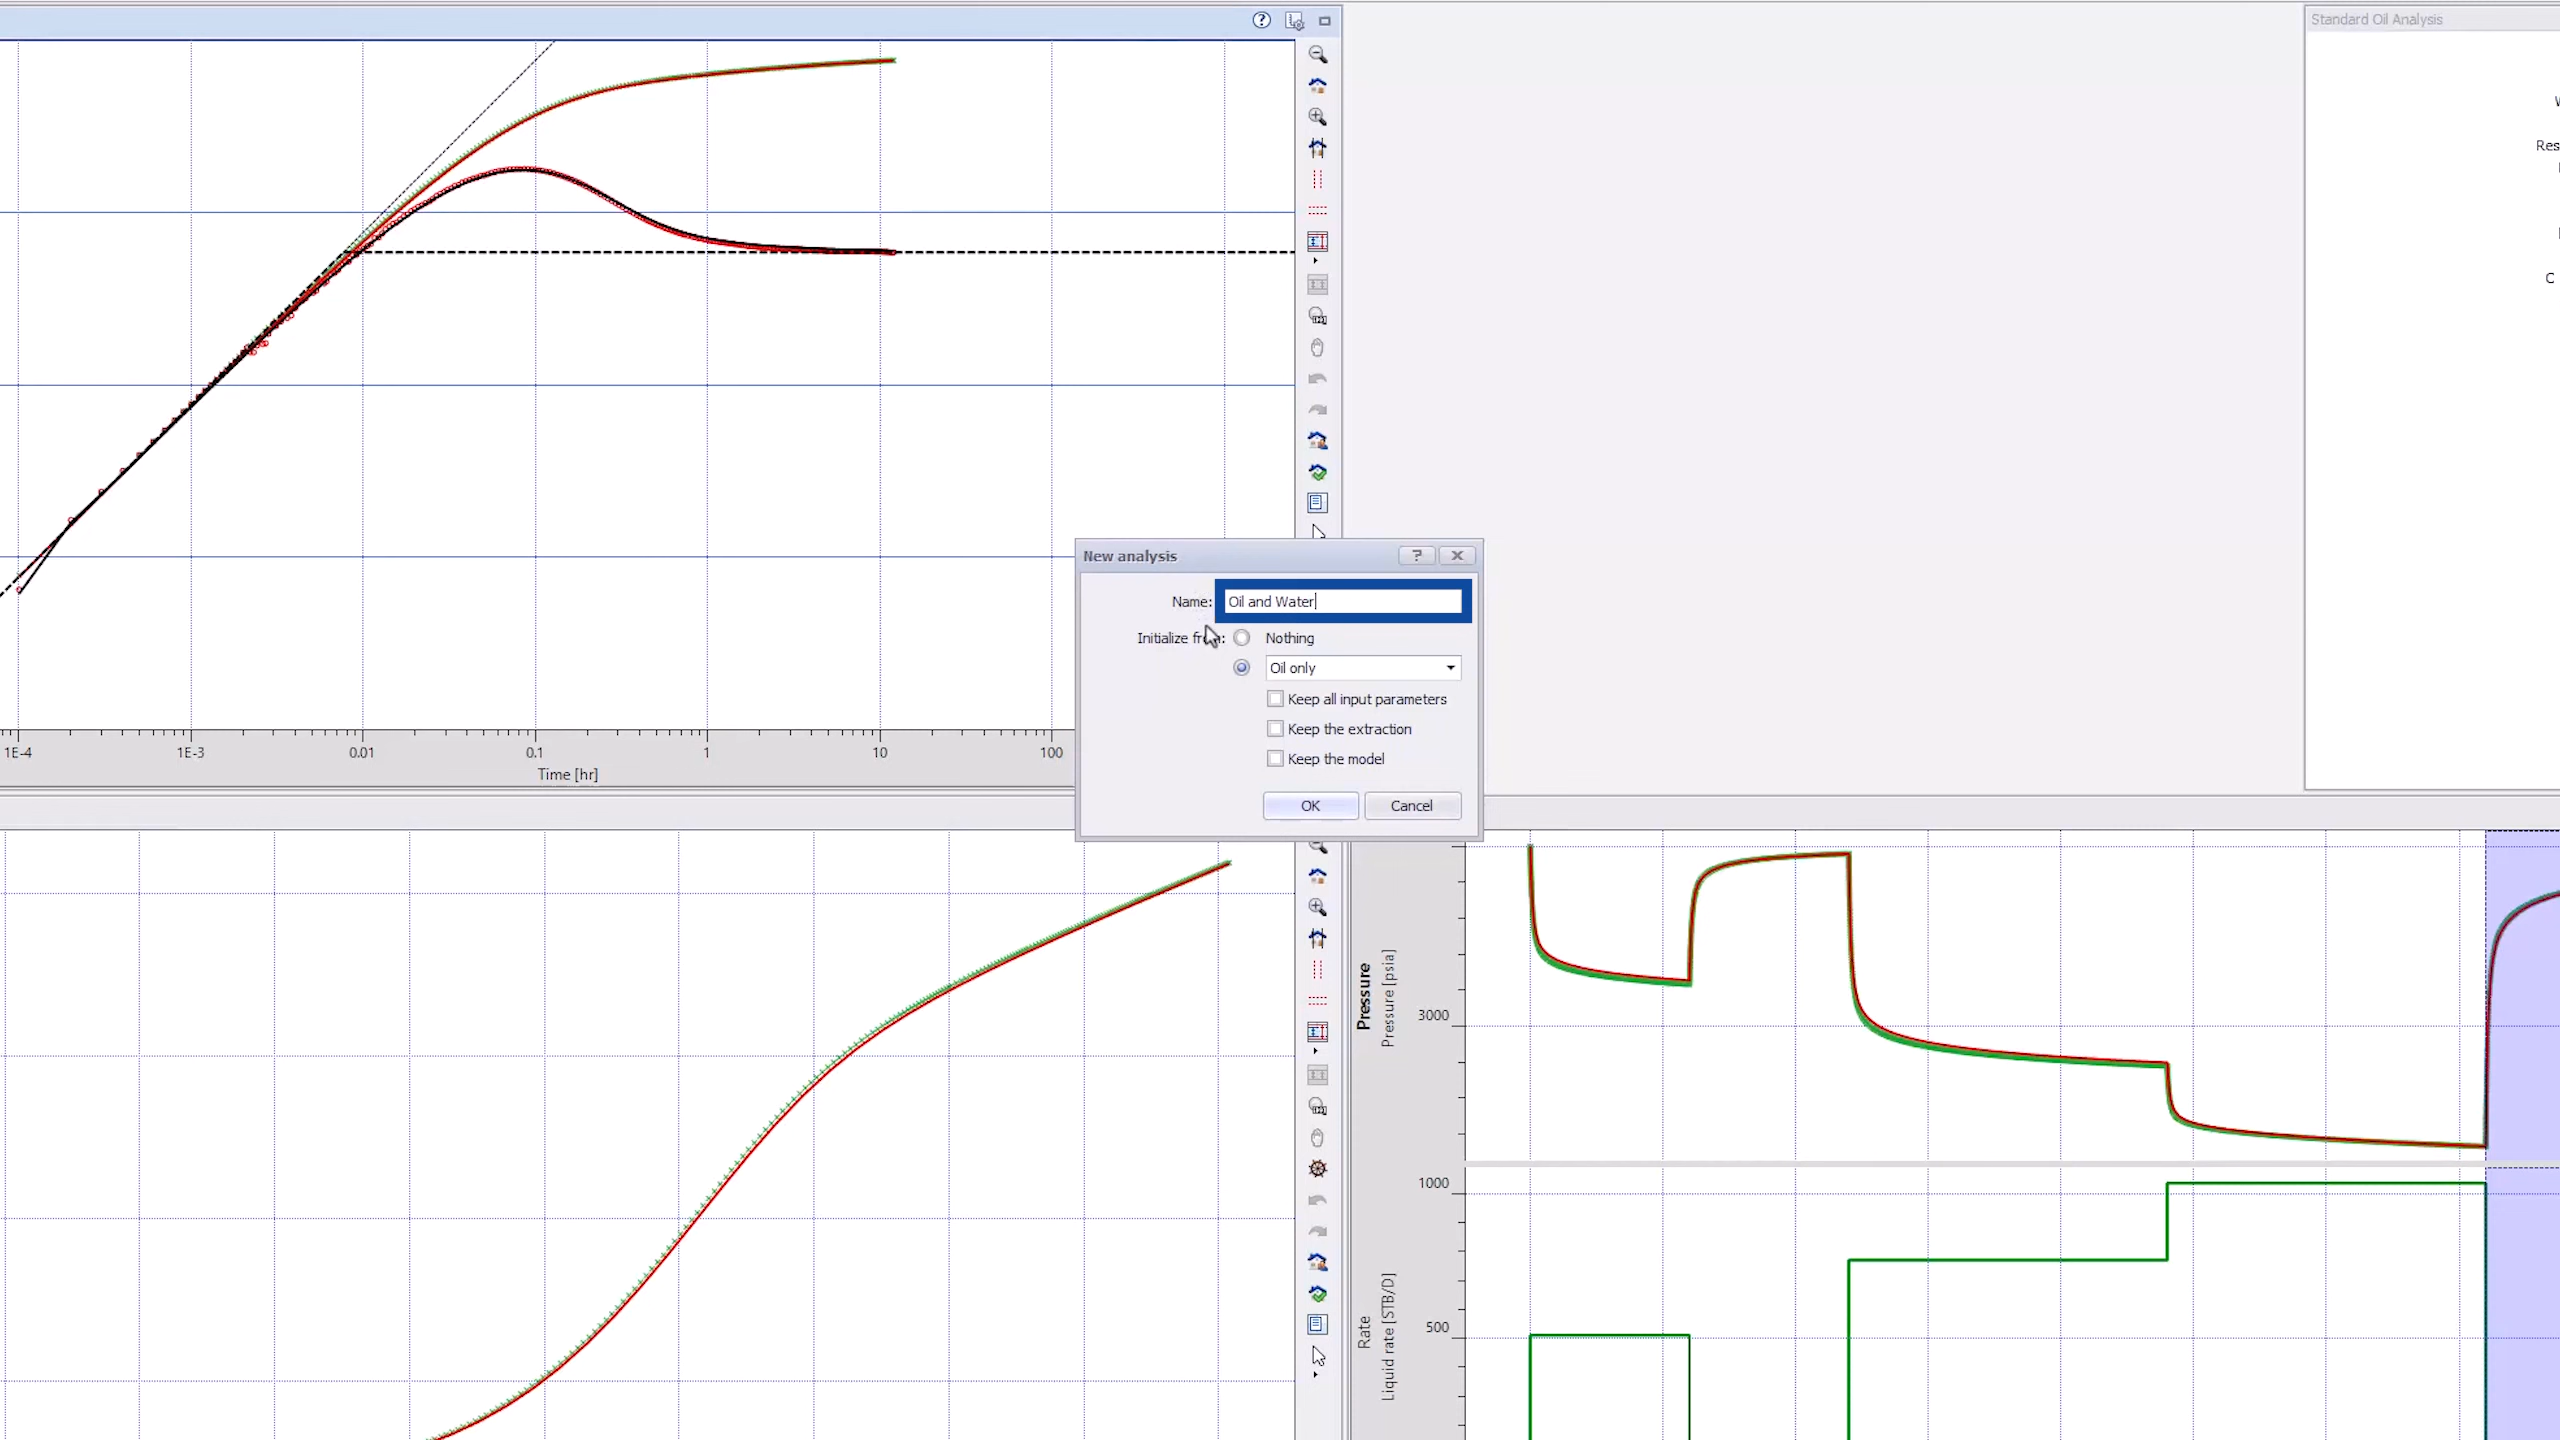 Standard Oil Analysis
Res
C
1E-4 1E-3 0.01 0.1 1 10 100
Time [hr]
New analysis
Name: Oil and Water
Initialize fr : Nothing
Oil only
Keep all input parameters
Keep the extraction
Keep the model
OK Cancel
Pressure
Pressure [psia]
3000
Rate
Liquid rate [STB/D]
1000
500